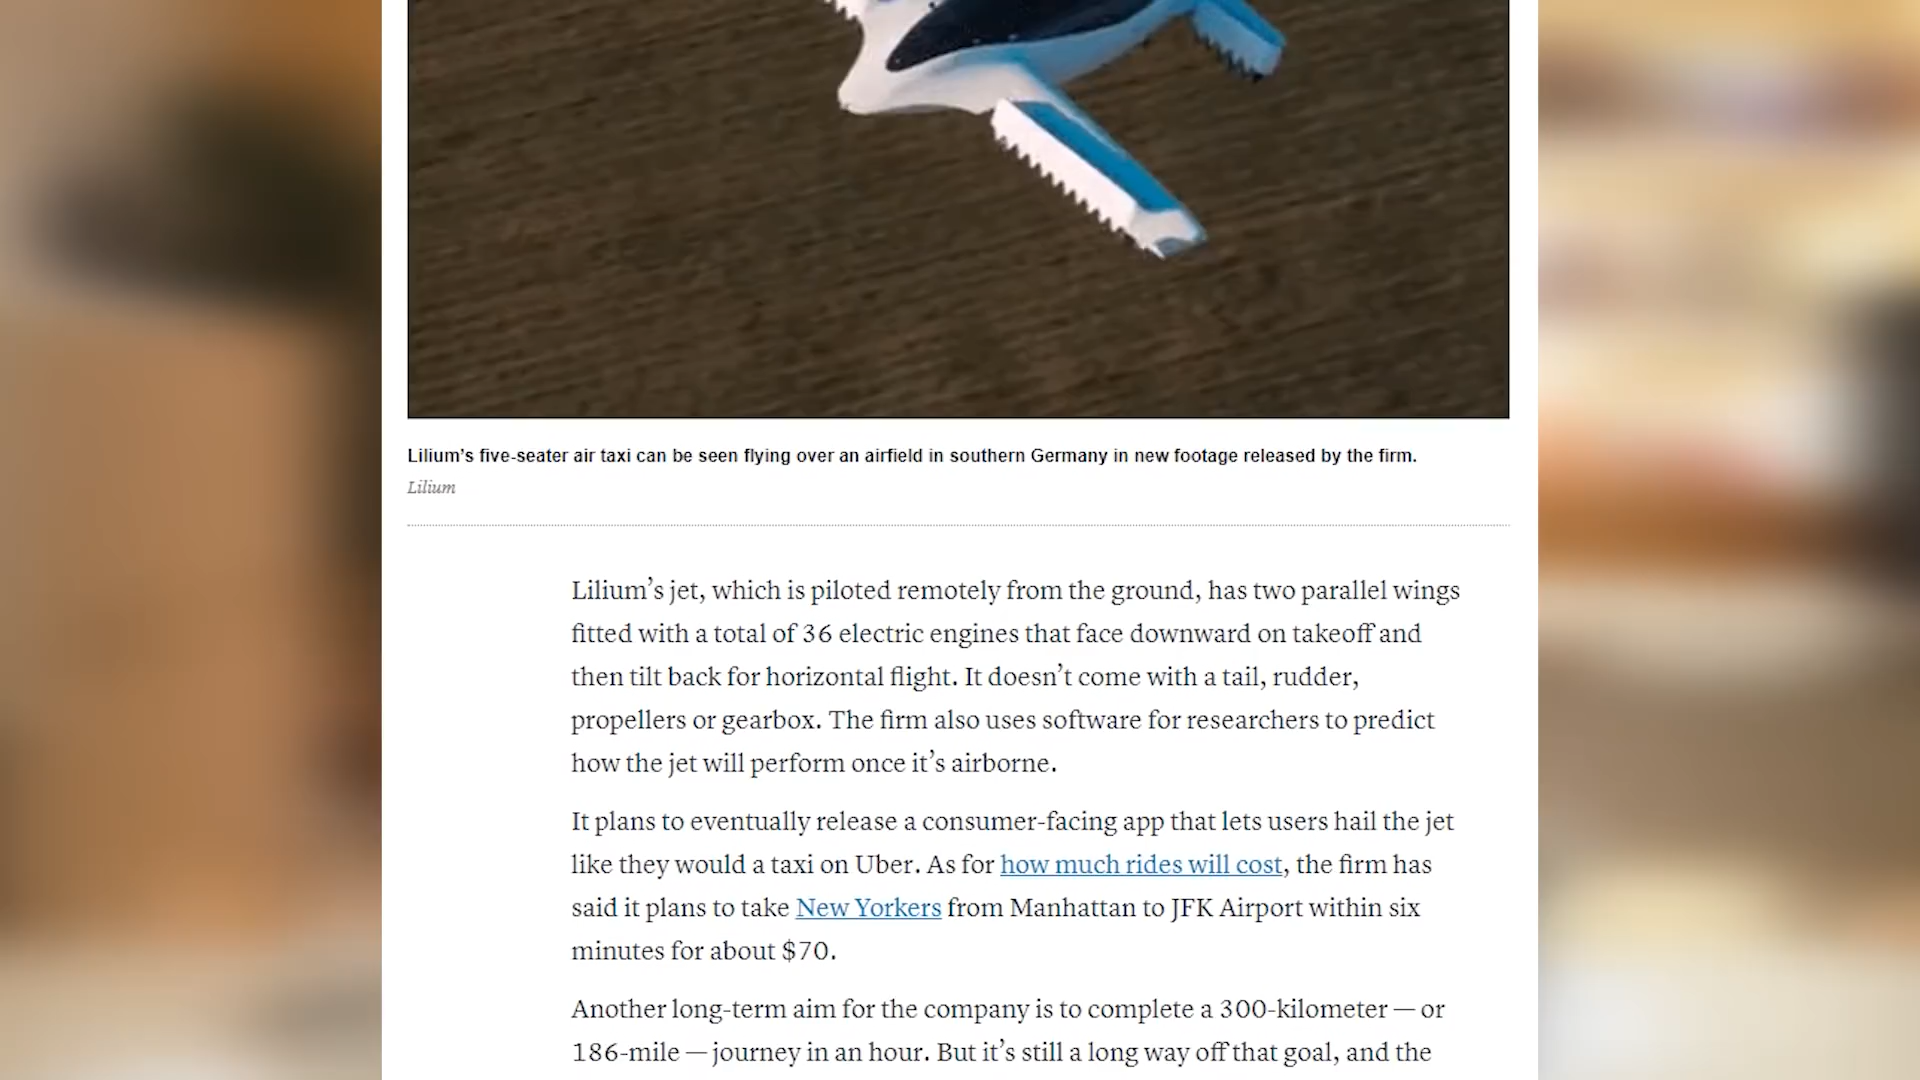 Lilium’s five-seater air taxi can be seen flying over an airfield in southern Germany in new footage released by the firm.
Lilium
Lilium’s jet, which is piloted remotely from the ground, has two parallel wings
fitted with a total of 36 electric engines that face downward on takeoff and
then tilt back for horizontal flight. It doesn’t come with a tail, rudder,
propellers or gearbox. The firm also uses software for researchers to predict
how the jet will perform once it’s airborne.
It plans to eventually release a consumer-facing app that lets users hail the jet
like they would a taxi on Uber. As for how much rides will cost, the firm has
said it plans to take New Yorkers from Manhattan to JFK Airport within six
minutes for about $70.
Another long-term aim for the company is to complete a 300-kilometer — or
186-mile — journey in an hour. But it’s still a long way off that goal, and the